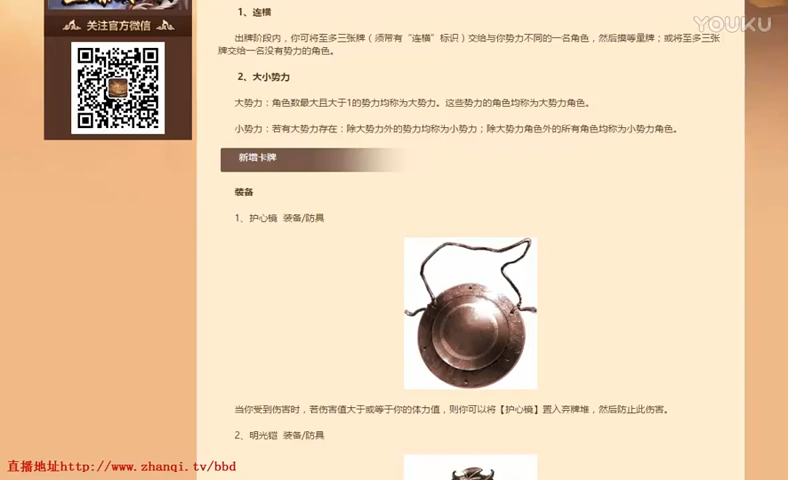 YOUKU
1、连横
关注官方微信
出牌阶段内，你可将至多三张牌（须带有“连横”标识）交给与你势力不同的一名角色，然后摸等量牌；或将至多三张
牌交给一名没有势力的角色。
2、大小势力
大势力：角色数最大且大于1的势力均称为大势力。这些势力的角色均称为大势力角色。
小势力：若有大势力存在：除大势力外的势力均称为小势力；除大势力角色外的所有角色均称为小势力角色。
新增卡牌
装备
1、护心镜 装备/防具
当你受到伤害时，若伤害值大于或等于你的体力值，则你可以将【护心镜】置入弃牌堆，然后防止此伤害。
2、明光铠 装备/防具
直播地址http://www.zhanqi.tv/bbd